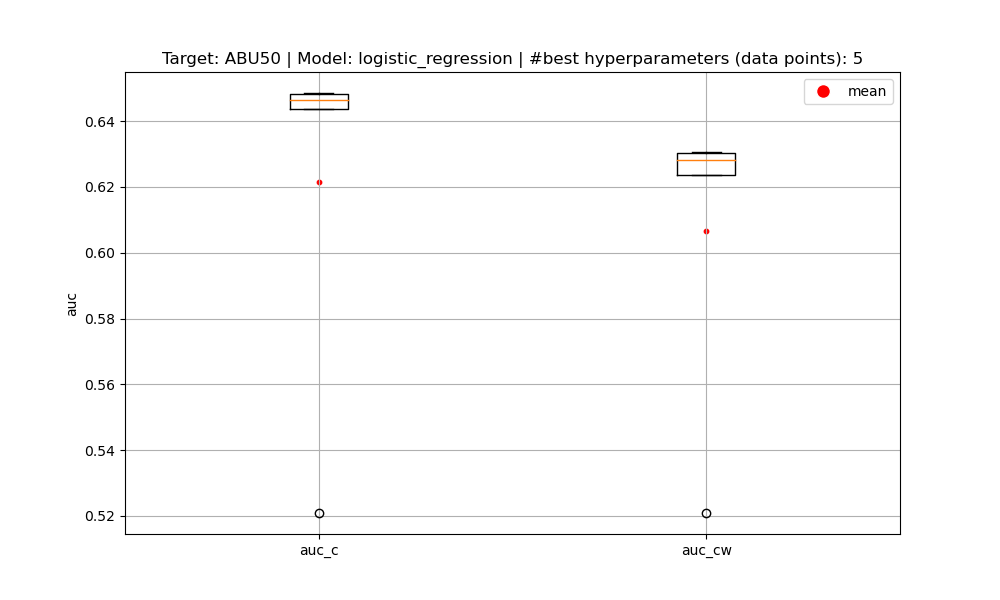 Target: ABU50 | Model: logistic_regression | #best hyperparameters (data points): 5
mean
0.64
0.62
0.60
0.58
0.56
0.54
0.52
auc
auc_c
auc_cw